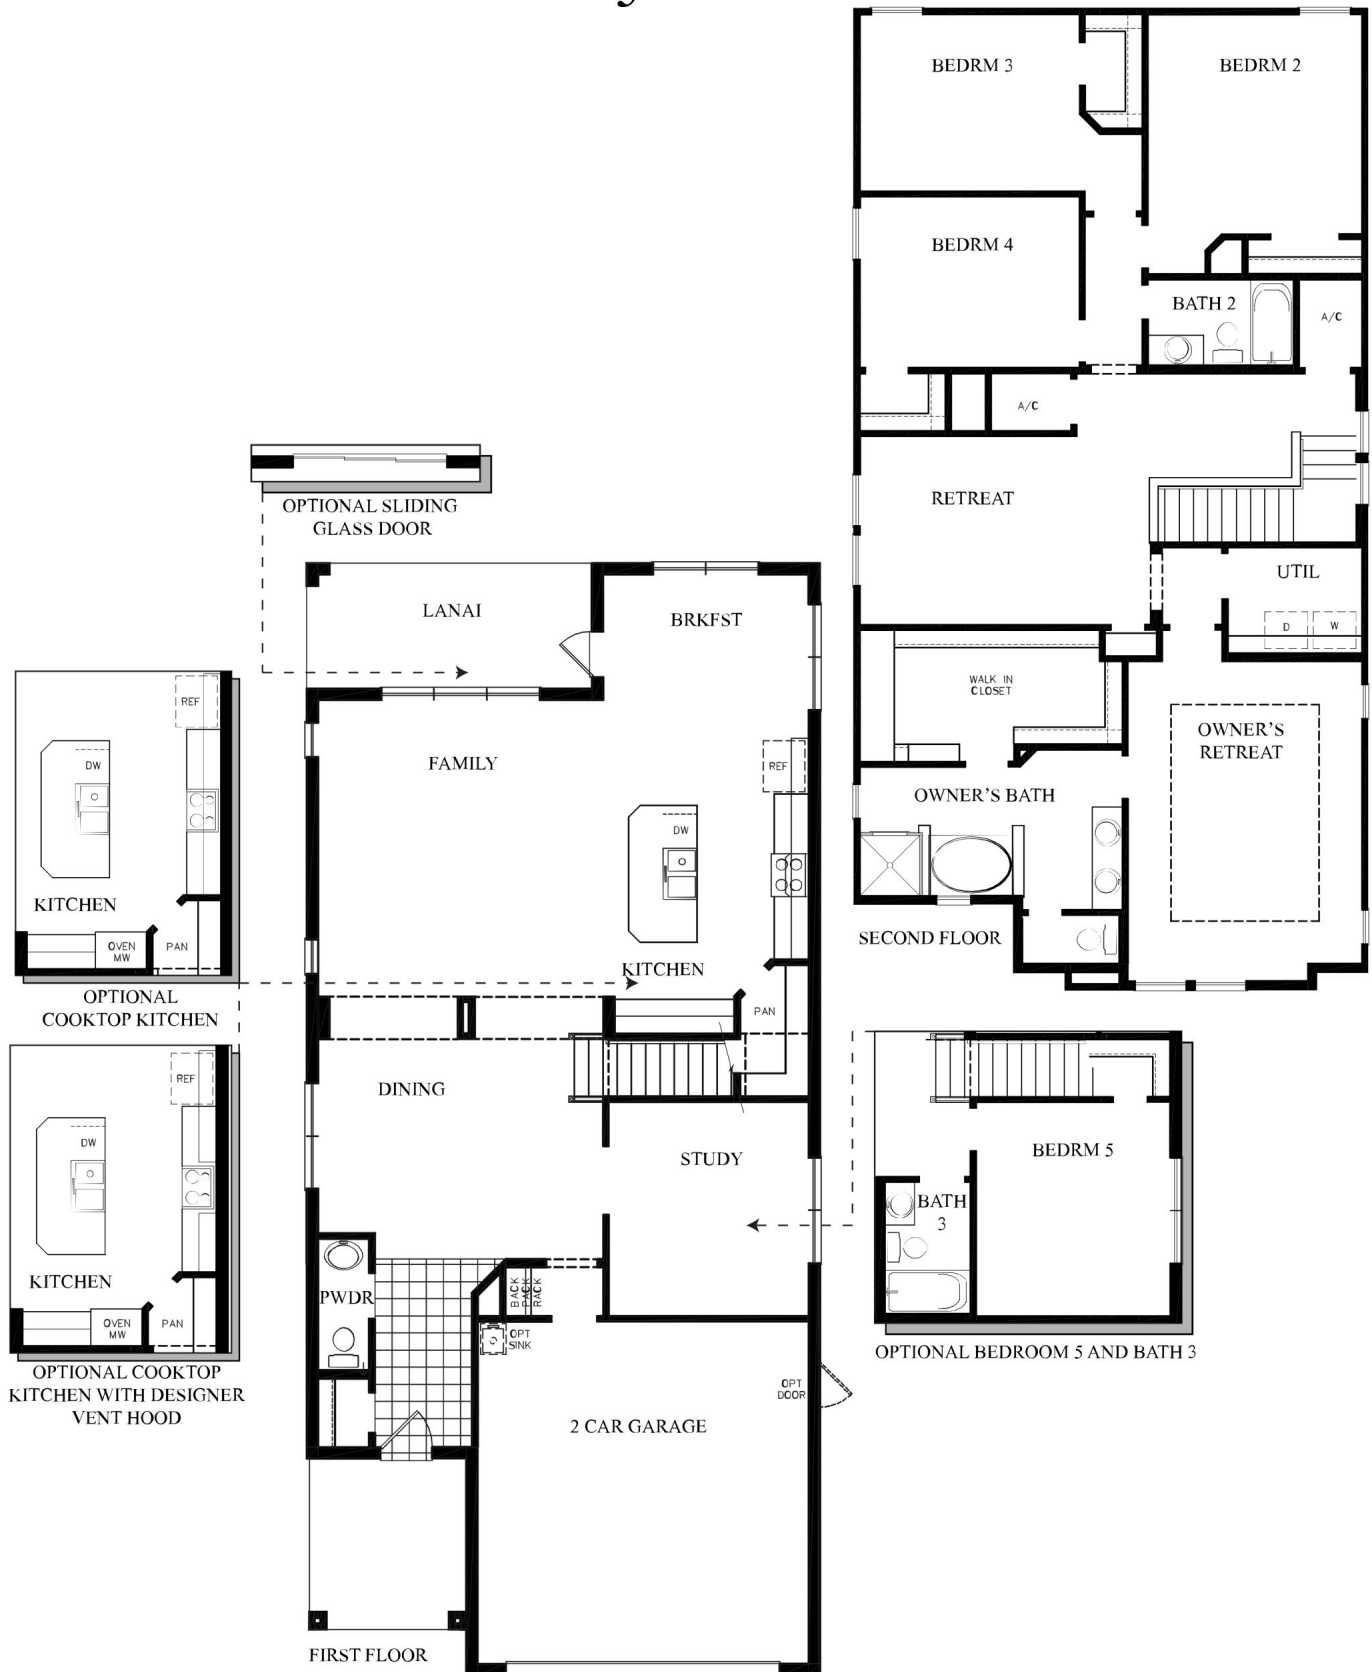 y
BEDRM 3
BEDRM 2
BEDRM 4
BATH 2
A/C
A/C
RETREAT
UTIL
D
W
WALK IN
CLOSET
OWNER'S
RETREAT
OWNER'S BATH
SECOND FLOOR
OPTIONAL SLIDING
GLASS DOOR
LANAI
BRKFST
FAMILY
REF
DW
KITCHEN
PAN
DINING
STUDY
PWDR
BACK
PACK
RACK
OPT
SINK
OPT
DOOR
2 CAR GARAGE
FIRST FLOOR
REF
DW
KITCHEN
OVEN
MW
PAN
OPTIONAL
COOKTOP KITCHEN
REF
DW
KITCHEN
OVEN
MW
PAN
OPTIONAL COOKTOP
KITCHEN WITH DESIGNER
VENT HOOD
BEDRM 5
BATH
3
OPTIONAL BEDROOM 5 AND BATH 3